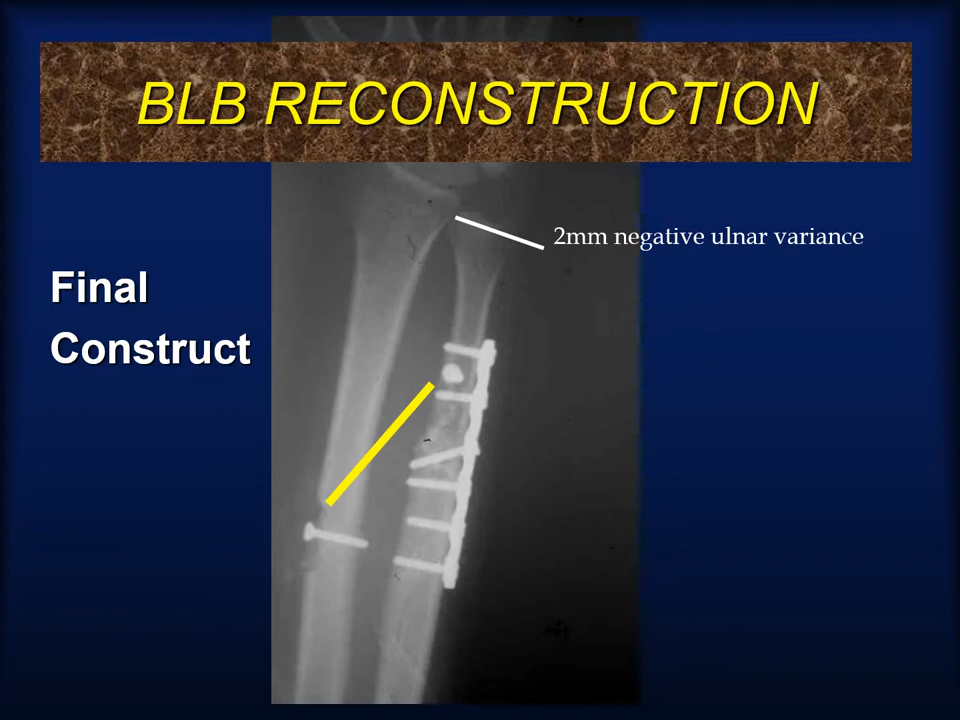 BLB RECONSTRUCTION
2mm negative ulnar variance
Final
Construct